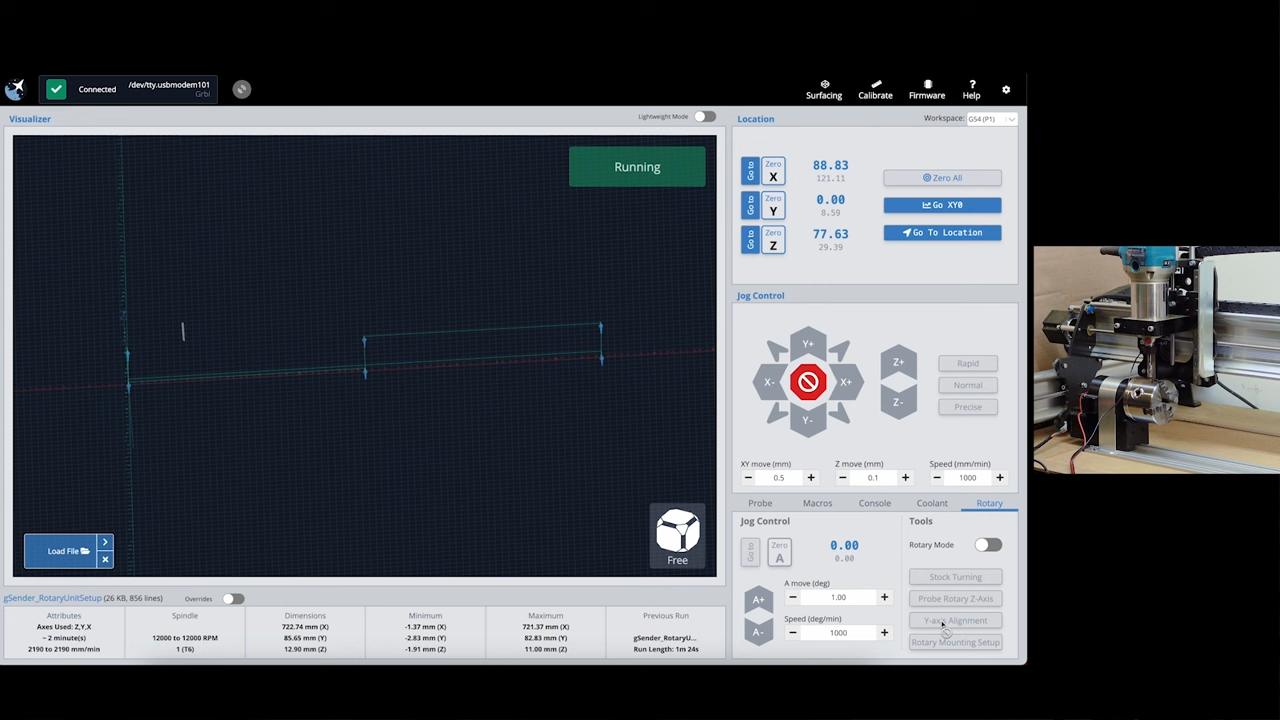 Connected
/dev/tty.usbmodem101
Grbl
Surfacing
Calibrate
Firmware
Help
Visualizer
Lightweight Mode
Running
Load File
Free
Location
Workspace:
G54 (P1)
Go to
Zero
X
88.83
121.11
Zero All
Go to
Zero
Y
0.00
8.59
Go XY0
Go to
Zero
Z
77.63
29.39
Go To Location
Jog Control
Y+
X-
X+
Y-
Z+
Z-
Rapid
Normal
Precise
XY move (mm)
Z move (mm)
Speed (mm/min)
− 0.5 +
− 0.1 +
− 1000 +
Probe
Macros
Console
Coolant
Rotary
Jog Control
Tools
Go to
Zero
A
0.00
0.00
Rotary Mode
Stock Turning
A move (deg)
A+
− 1.00 +
Probe Rotary Z-Axis
Speed (deg/min)
Y-axis Alignment
A-
− 1000 +
Rotary Mounting Setup
gSender_RotaryUnitSetup (26 KB, 856 lines)
Overrides
Attributes
Axes Used: Z,Y,X
~ 2 minute(s)
2190 to 2190 mm/min
Spindle
12000 to 12000 RPM
1 (T6)
Dimensions
722.74 mm (X)
85.65 mm (Y)
12.90 mm (Z)
Minimum
-1.37 mm (X)
-2.83 mm (Y)
-1.91 mm (Z)
Maximum
721.37 mm (X)
82.83 mm (Y)
11.00 mm (Z)
Previous Run
gSender_RotaryU...
Run Length: 1m 24s